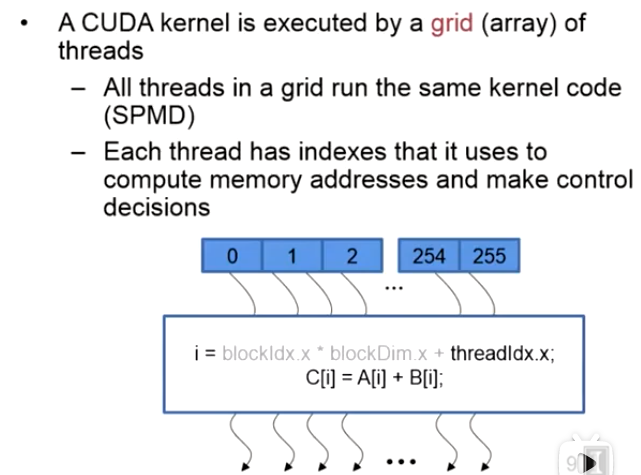 • A CUDA kernel is executed by a grid (array) of
threads
– All threads in a grid run the same kernel code
(SPMD)
– Each thread has indexes that it uses to
compute memory addresses and make control
decisions
0 1 2 254 255
...
i = blockIdx.x * blockDim.x + threadIdx.x;
C[i] = A[i] + B[i];
...